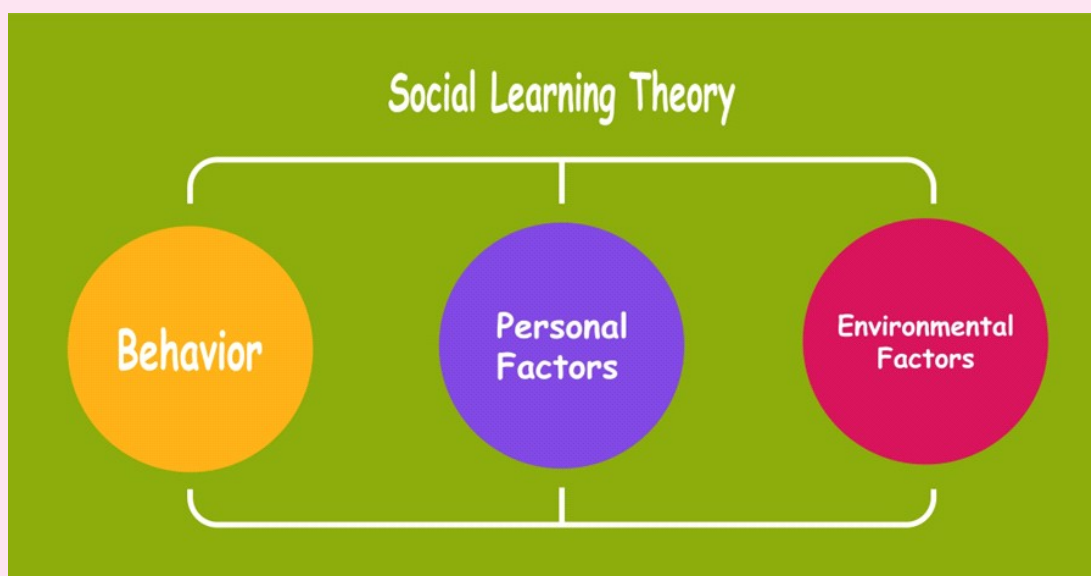 Social Learning Theory
Behavior
Personal
Factors
Environmental
Factors